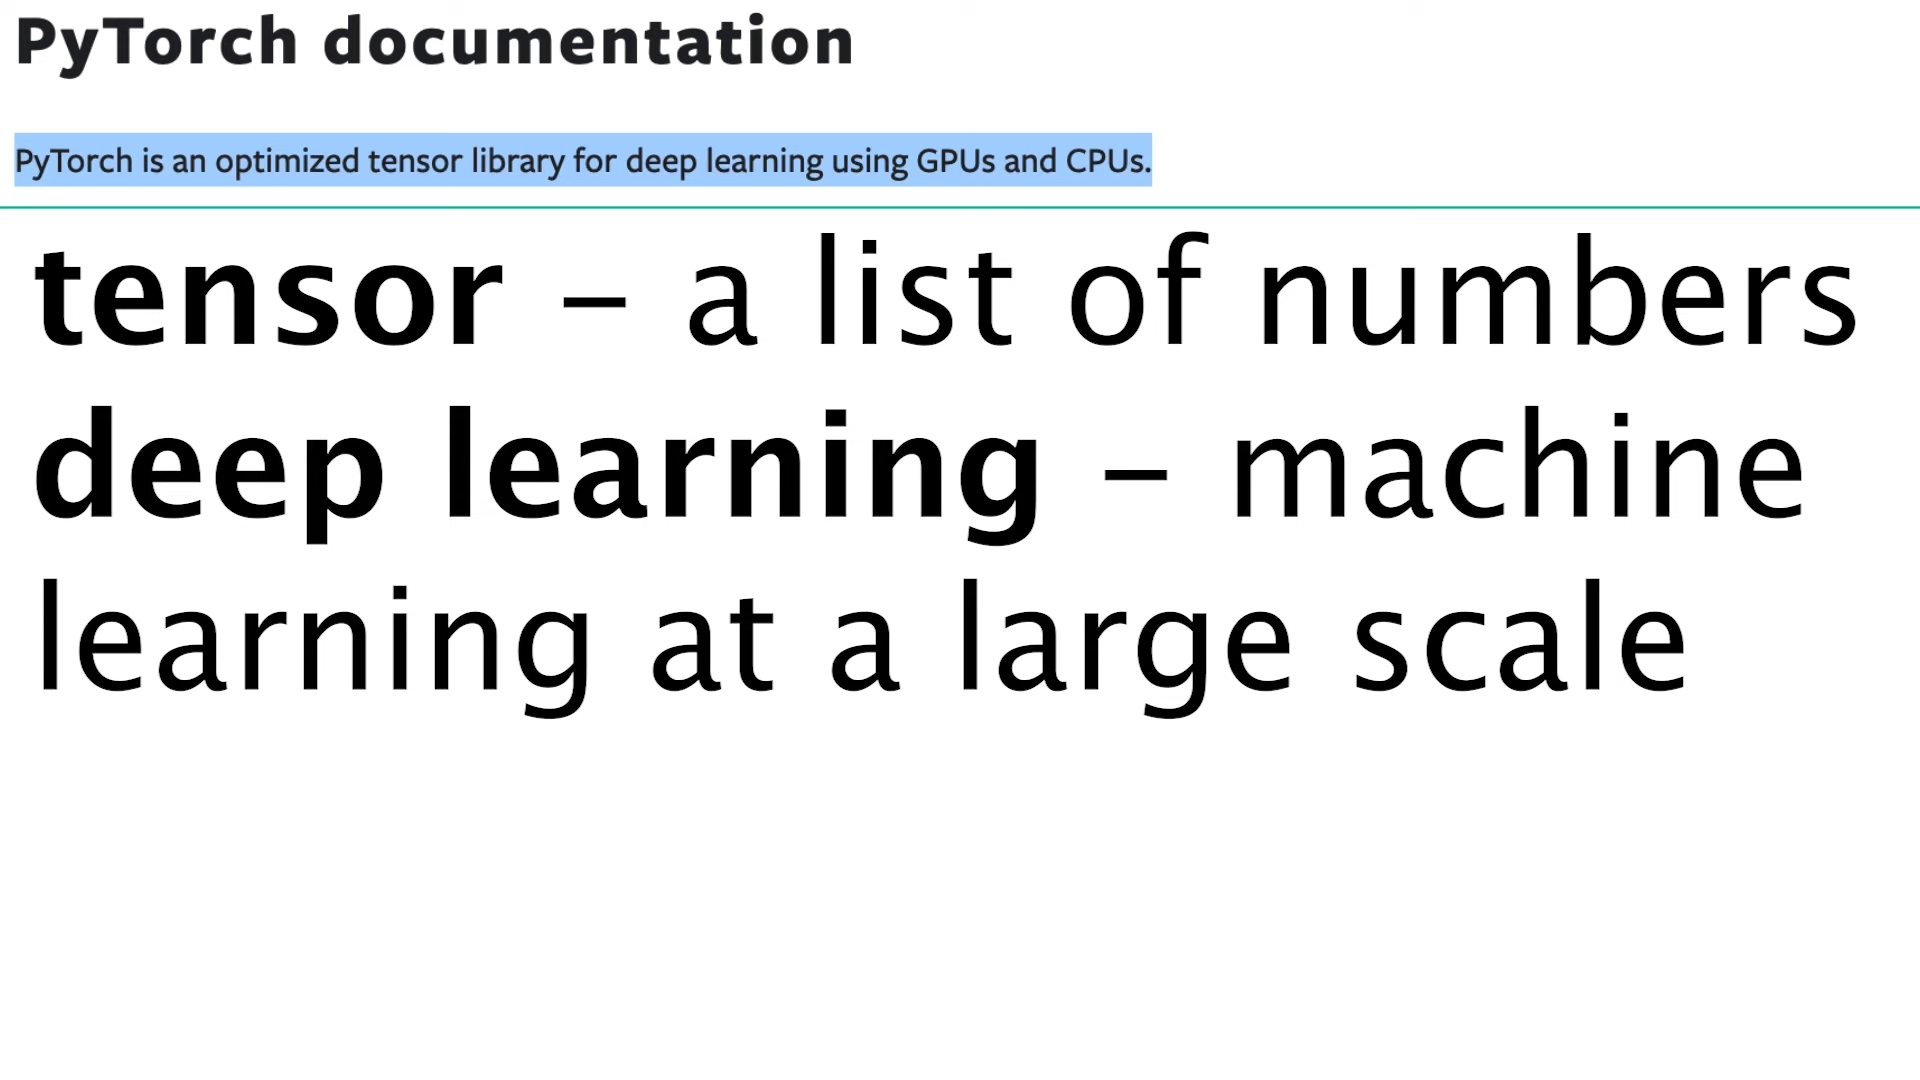 PyTorch documentation
PyTorch is an optimized tensor library for deep learning using GPUs and CPUs.
tensor – a list of numbers
deep learning – machine
learning at a large scale